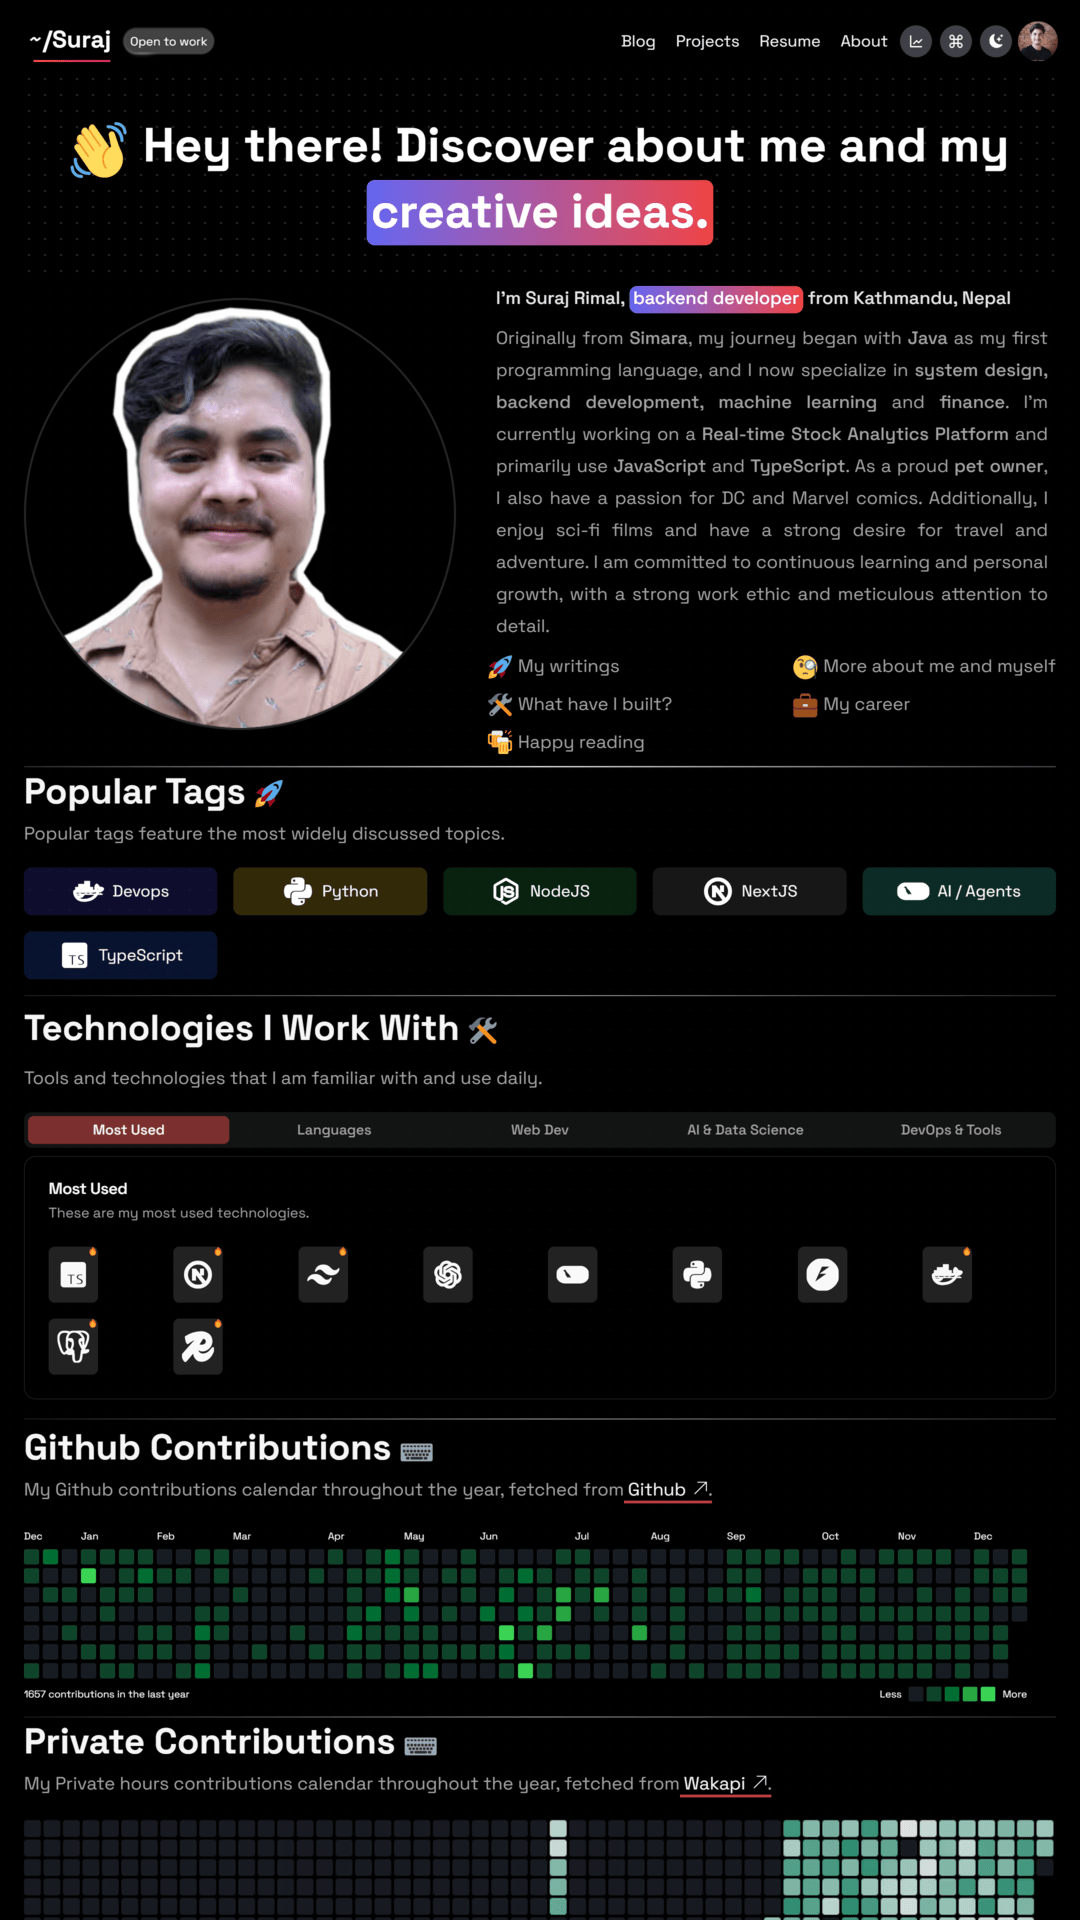 ~/Suraj Open to work Blog Projects Resume About
Hey there! Discover about me and my
creative ideas.
I'm Suraj Rimal, backend developer from Kathmandu, Nepal
Originally from Simara, my journey began with Java as my first
programming language, and I now specialize in system design,
backend development, machine learning and finance. I'm
currently working on a Real-time Stock Analytics Platform and
primarily use JavaScript and TypeScript. As a proud pet owner,
I also have a passion for DC and Marvel comics. Additionally, I
enjoy sci-fi films and have a strong desire for travel and
adventure. I am committed to continuous learning and personal
growth, with a strong work ethic and meticulous attention to
detail.
My writings More about me and myself
What have I built? My career
Happy reading
Popular Tags
Popular tags feature the most widely discussed topics.
Devops Python JS NodeJS NextJS AI / Agents
TS TypeScript
Technologies I Work With
Tools and technologies that I am familiar with and use daily.
Most Used Languages Web Dev AI & Data Science DevOps & Tools
Most Used
These are my most used technologies.
TS
Github Contributions
My Github contributions calendar throughout the year, fetched from Github ↗.
Dec Jan Feb Mar Apr May Jun Jul Aug Sep Oct Nov Dec
1657 contributions in the last year Less More
Private Contributions
My Private hours contributions calendar throughout the year, fetched from Wakapi ↗.